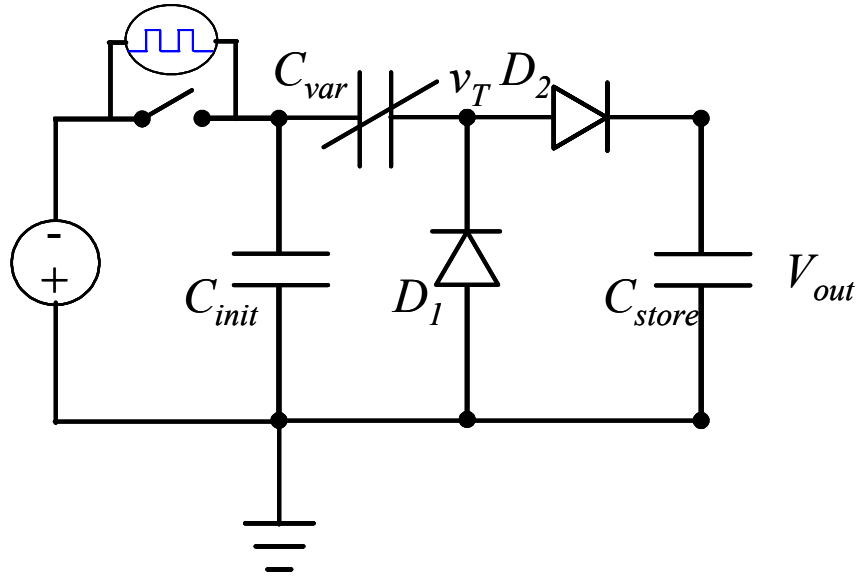 C_var v_T D_2
-
+
C_init D_1 C_store V_out